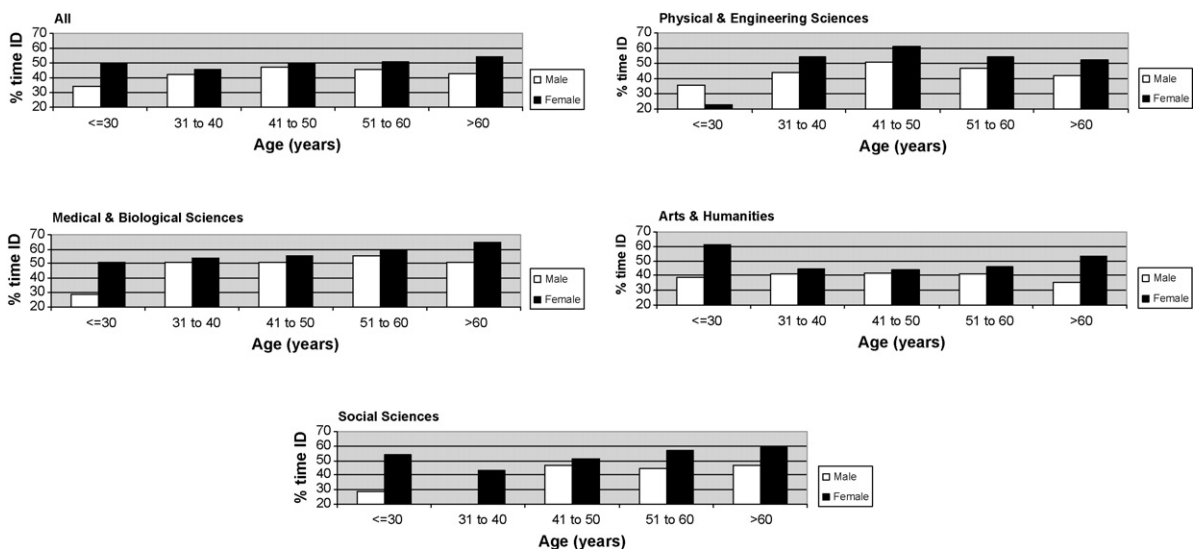 All
% time ID
70
60
50
40
30
20
<=30 31 to 40 41 to 50 51 to 60 >60
Age (years)
Male
Female
Physical & Engineering Sciences
% time ID
70
60
50
40
30
20
<=30 31 to 40 41 to 50 51 to 60 >60
Age (years)
Male
Female
Medical & Biological Sciences
% time ID
70
60
50
40
30
20
<=30 31 to 40 41 to 50 51 to 60 >60
Age (years)
Male
Female
Arts & Humanities
% time ID
70
60
50
40
30
20
<=30 31 to 40 41 to 50 51 to 60 >60
Age (years)
Male
Female
Social Sciences
% time ID
70
60
50
40
30
20
<=30 31 to 40 41 to 50 51 to 60 >60
Age (years)
Male
Female